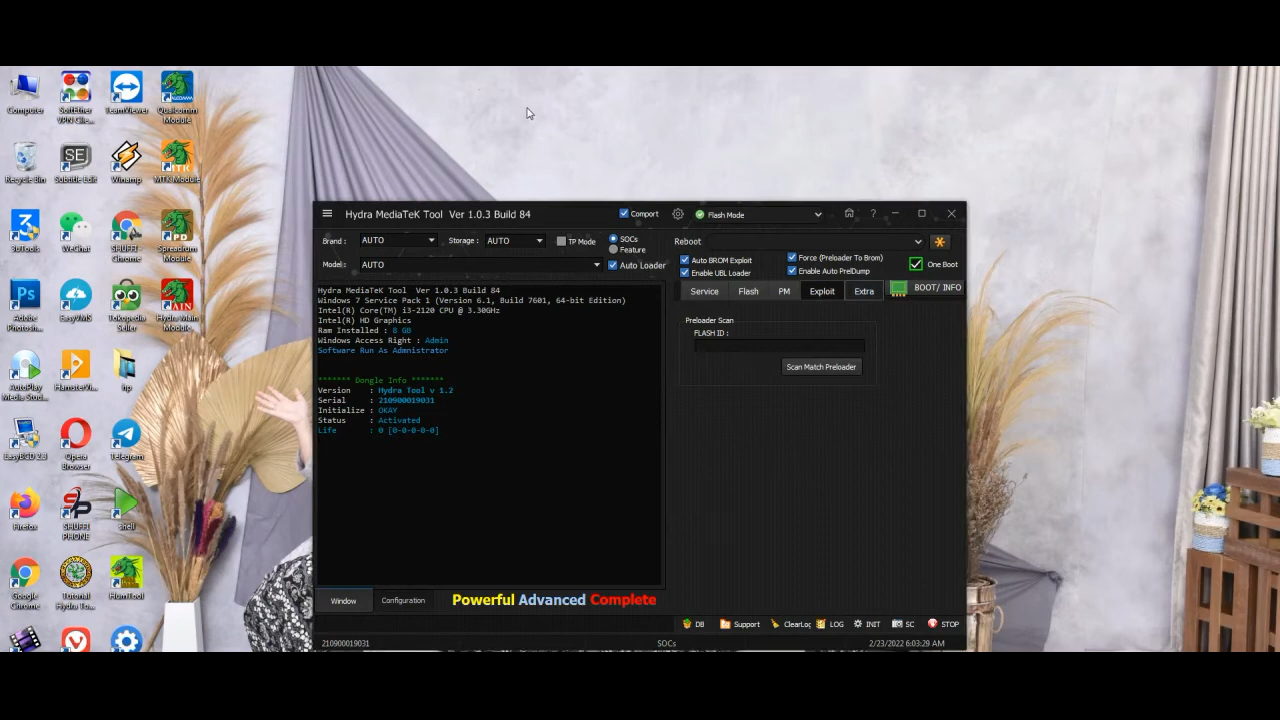 Computer
SoftEther VPN Clie...
TeamViewer
Qualcomm Module
Recycle Bin
Subtitle Edit
Winamp
MTK Module
3uTools
WeChat
SHUFFI - Chrome
Spreadtrum Module
Adobe Photosh...
EasyVMS
Tokopedia Seller
Hydra Main Module
AutoPlay Media Stud...
hp
EasyBCD 2.3
Opera Browser
Telegram
Firefox
SHUFFI PHONE
shell
Google Chrome
Tutorial Hydra To...
Hydra MediaTeK Tool Ver 1.0.3 Build 84
Comport
Flash Mode
Brand :
AUTO
Storage :
AUTO
TP Mode
SOCs
Feature
Model :
AUTO
Auto Loader
Reboot
Auto BROM Exploit
Force (Preloader To Brom)
Enable UBL Loader
Enable Auto PrelDump
One Boot
Service
Flash
PM
Exploit
Extra
BOOT/ INFO
Hydra MediaTeK Tool Ver 1.0.3 Build 84
Windows 7 Service Pack 1 (Version 6.1, Build 7601, 64-bit Edition)
Intel(R) Core(TM) i3-2120 CPU @ 3.30GHz
Intel(R) HD Graphics
Ram Installed : 8 GB
Windows Access Right : Admin
Software Run As Admnistrator
******* Dongle Info *******
Version : Hydra Tool v 1.2
Serial : 210900019031
Initialize : OKAY
Status : Activated
Life : 0 [0-0-0-0-0]
Preloader Scan
FLASH ID :
Scan Match Preloader
Window
Configuration
Powerful Advanced Complete
DB
Support
ClearLog
LOG
INIT
SC
STOP
210900019031
SOCs
2/23/2022 6:03:29 AM